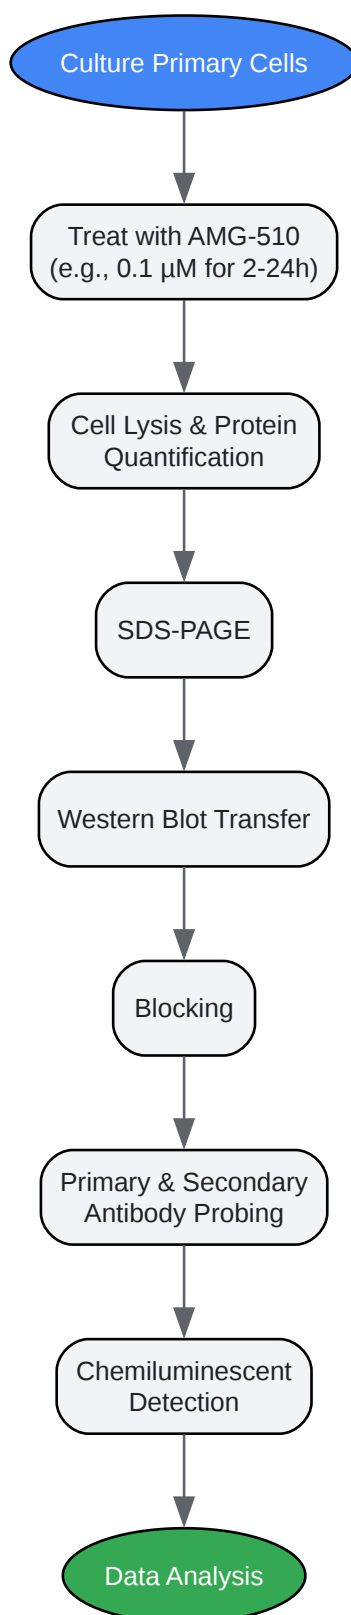 Culture Primary Cells
Treat with AMG-510
(e.g., 0.1 µM for 2-24h)
Cell Lysis & Protein
Quantification
SDS-PAGE
Western Blot Transfer
Blocking
Primary & Secondary
Antibody Probing
Chemiluminescent
Detection
Data Analysis